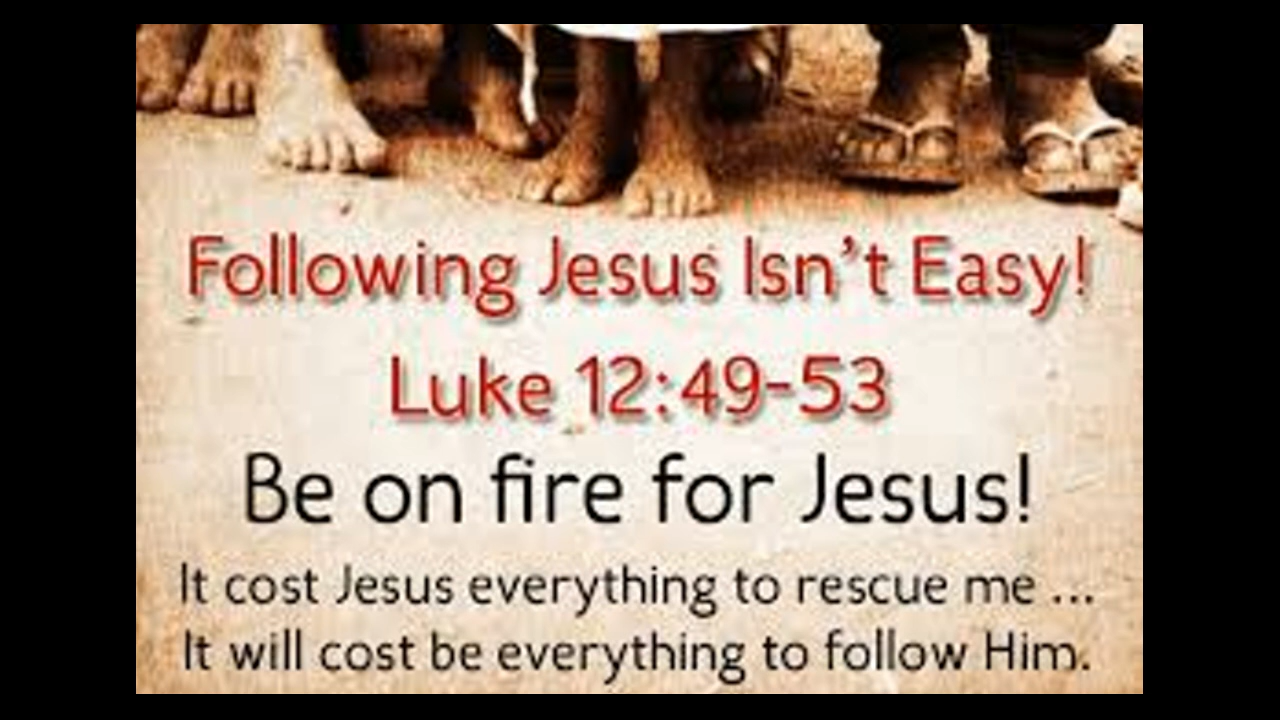 Following Jesus Isn't Easy!
Luke 12:49-53
Be on fire for Jesus!
It cost Jesus everything to rescue me ...
It will cost be everything to follow Him.